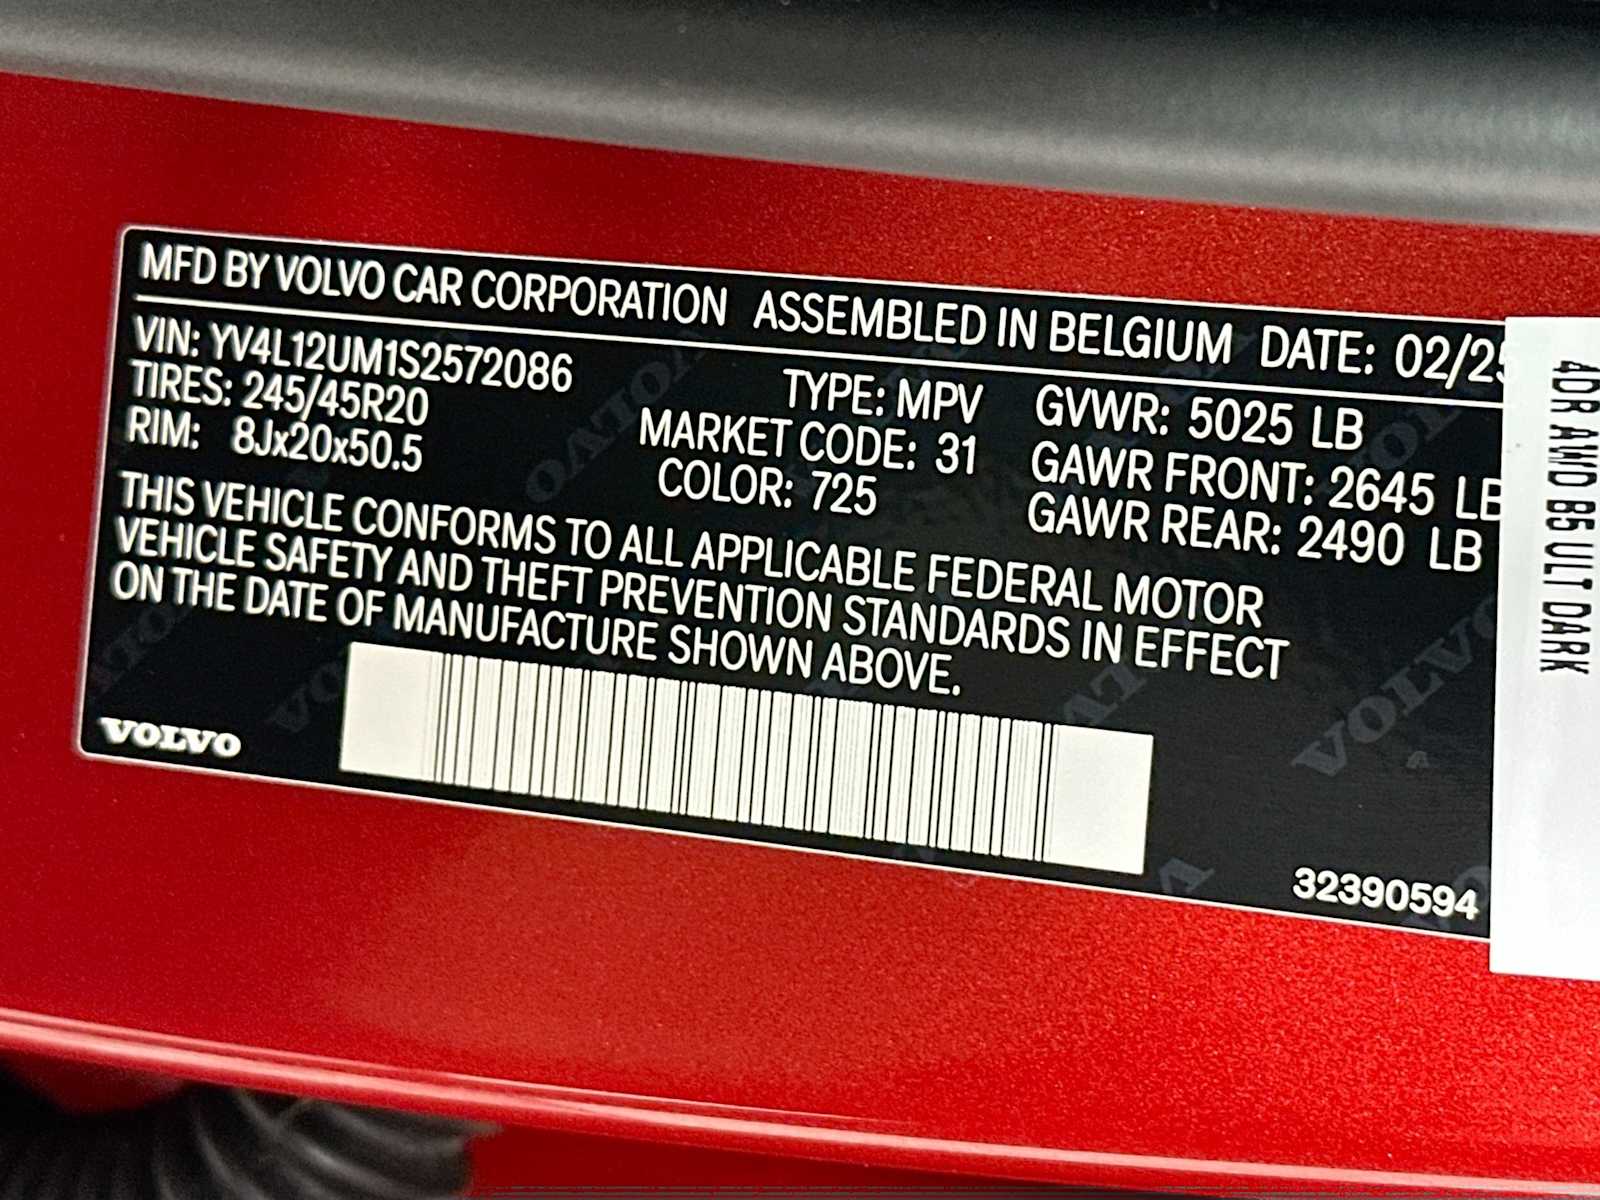 MFD BY VOLVO CAR CORPORATION ASSEMBLED IN BELGIUM DATE: 02/25
VIN: YV4L12UM1S2572086
TIRES: 245/45R20
RIM: 8Jx20x50.5
TYPE: MPV
MARKET CODE: 31
COLOR: 725
GVWR: 5025 LB
GAWR FRONT: 2645 LB
GAWR REAR: 2490 LB
THIS VEHICLE CONFORMS TO ALL APPLICABLE FEDERAL MOTOR
VEHICLE SAFETY AND THEFT PREVENTION STANDARDS IN EFFECT
ON THE DATE OF MANUFACTURE SHOWN ABOVE.
VOLVO
32390594
4DR AWD B5 ULT DARK